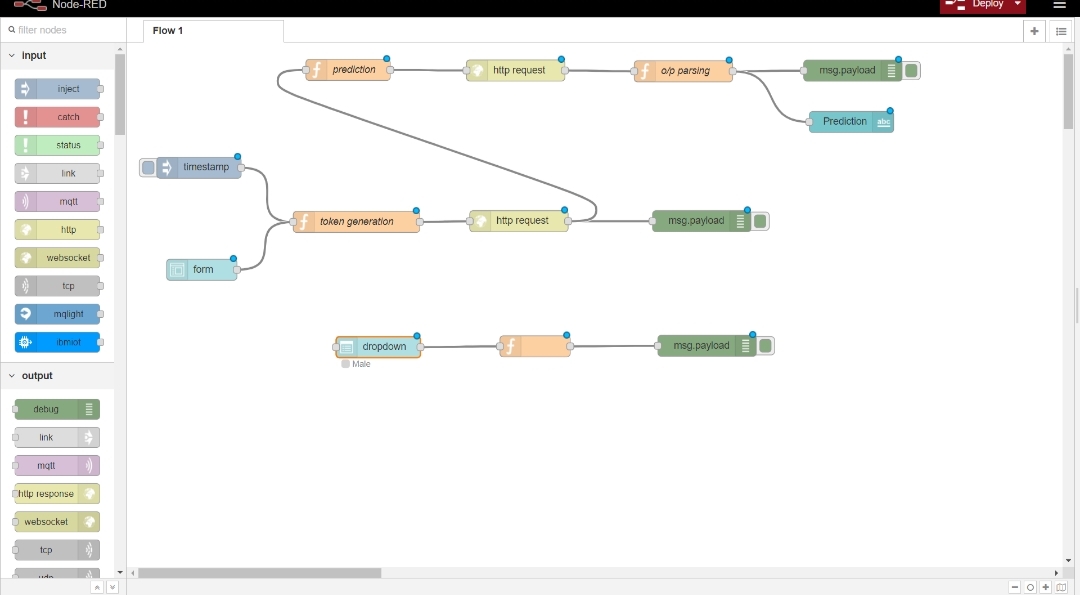 Node-RED
Deploy
filter nodes
Flow 1
input
inject
catch
status
link
mqtt
http
websocket
tcp
mqlight
ibmiot
output
debug
link
mqtt
http response
websocket
tcp
udp
prediction
http request
o/p parsing
msg.payload
Prediction
abc
timestamp
token generation
http request
msg.payload
form
dropdown
Male
msg.payload